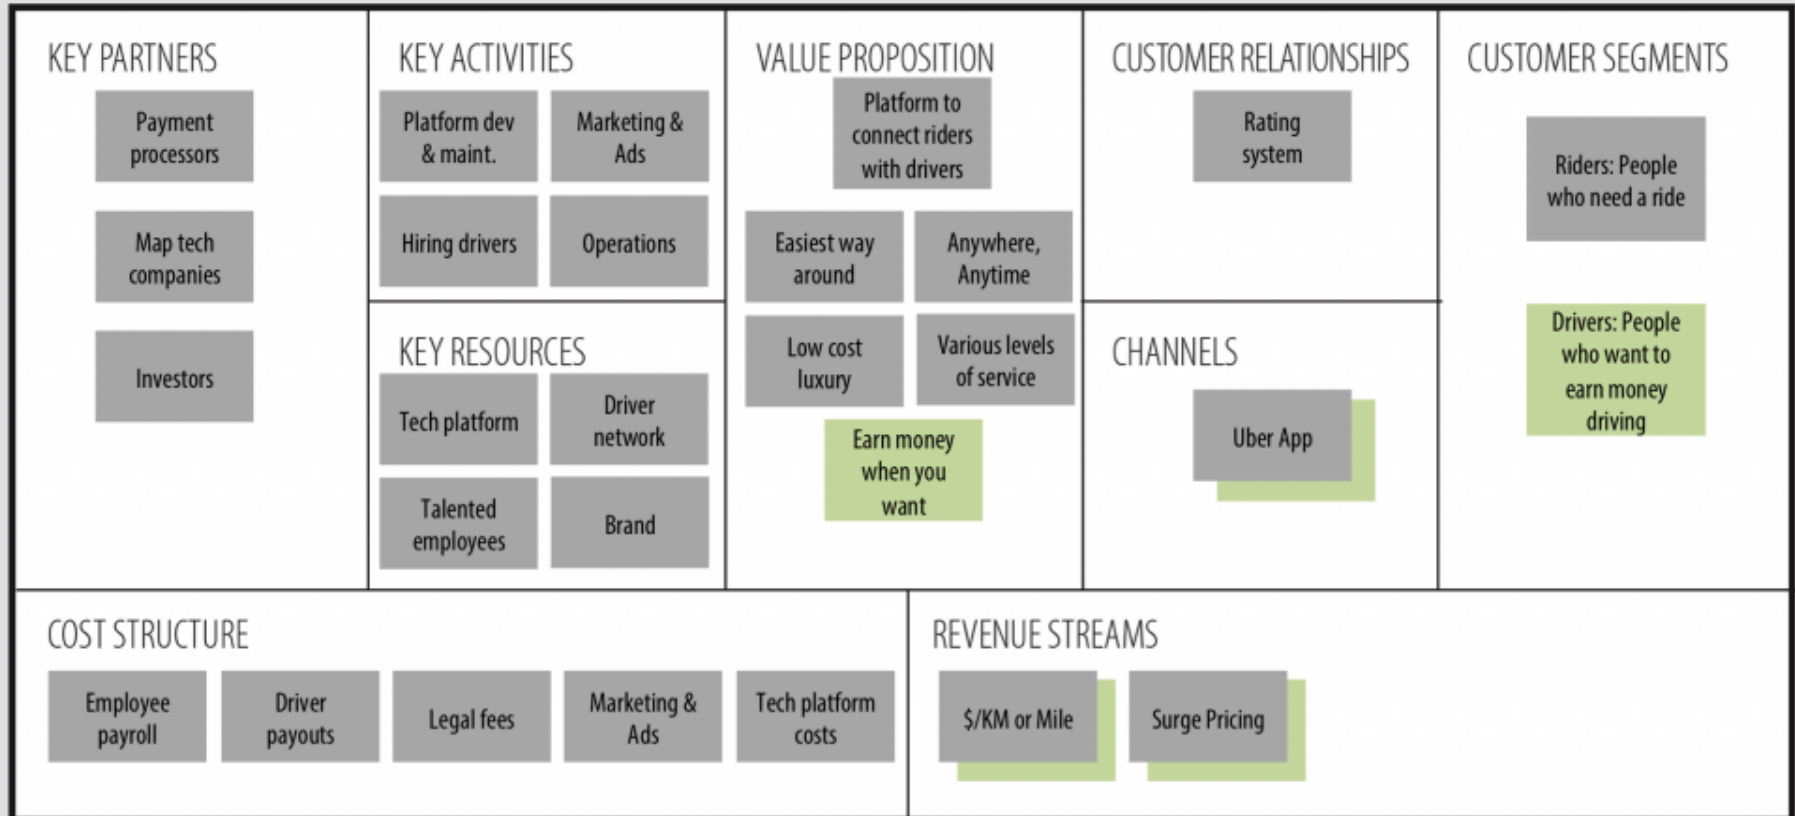 KEY PARTNERS
Payment
processors
Map tech
companies
Investors
KEY ACTIVITIES
Platform dev
& maint.
Marketing &
Ads
Hiring drivers
Operations
KEY RESOURCES
Tech platform
Driver
network
Talented
employees
Brand
VALUE PROPOSITION
Platform to
connect riders
with drivers
Easiest way
around
Anywhere,
Anytime
Low cost
luxury
Various levels
of service
Earn money
when you
want
CUSTOMER RELATIONSHIPS
Rating
system
CHANNELS
Uber App
CUSTOMER SEGMENTS
Riders: People
who need a ride
Drivers: People
who want to
earn money
driving
COST STRUCTURE
Employee
payroll
Driver
payouts
Legal fees
Marketing &
Ads
Tech platform
costs
REVENUE STREAMS
$/KM or Mile
Surge Pricing